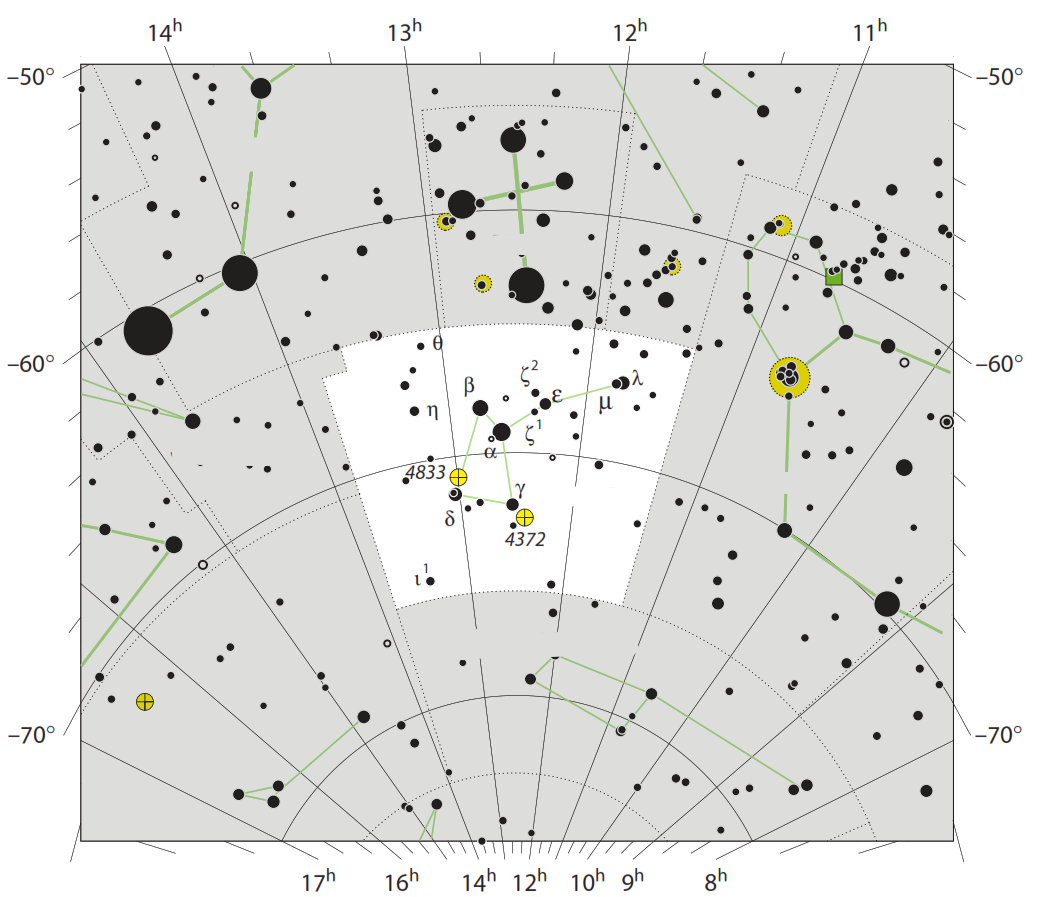 14h 13h 12h 11h
–50° –50°
θ
–60° –60°
ζ2 λ
β ε μ
η ζ1
α
4833
γ
δ
4372
ι1
–70° –70°
17h 16h 14h 12h 10h 9h 8h